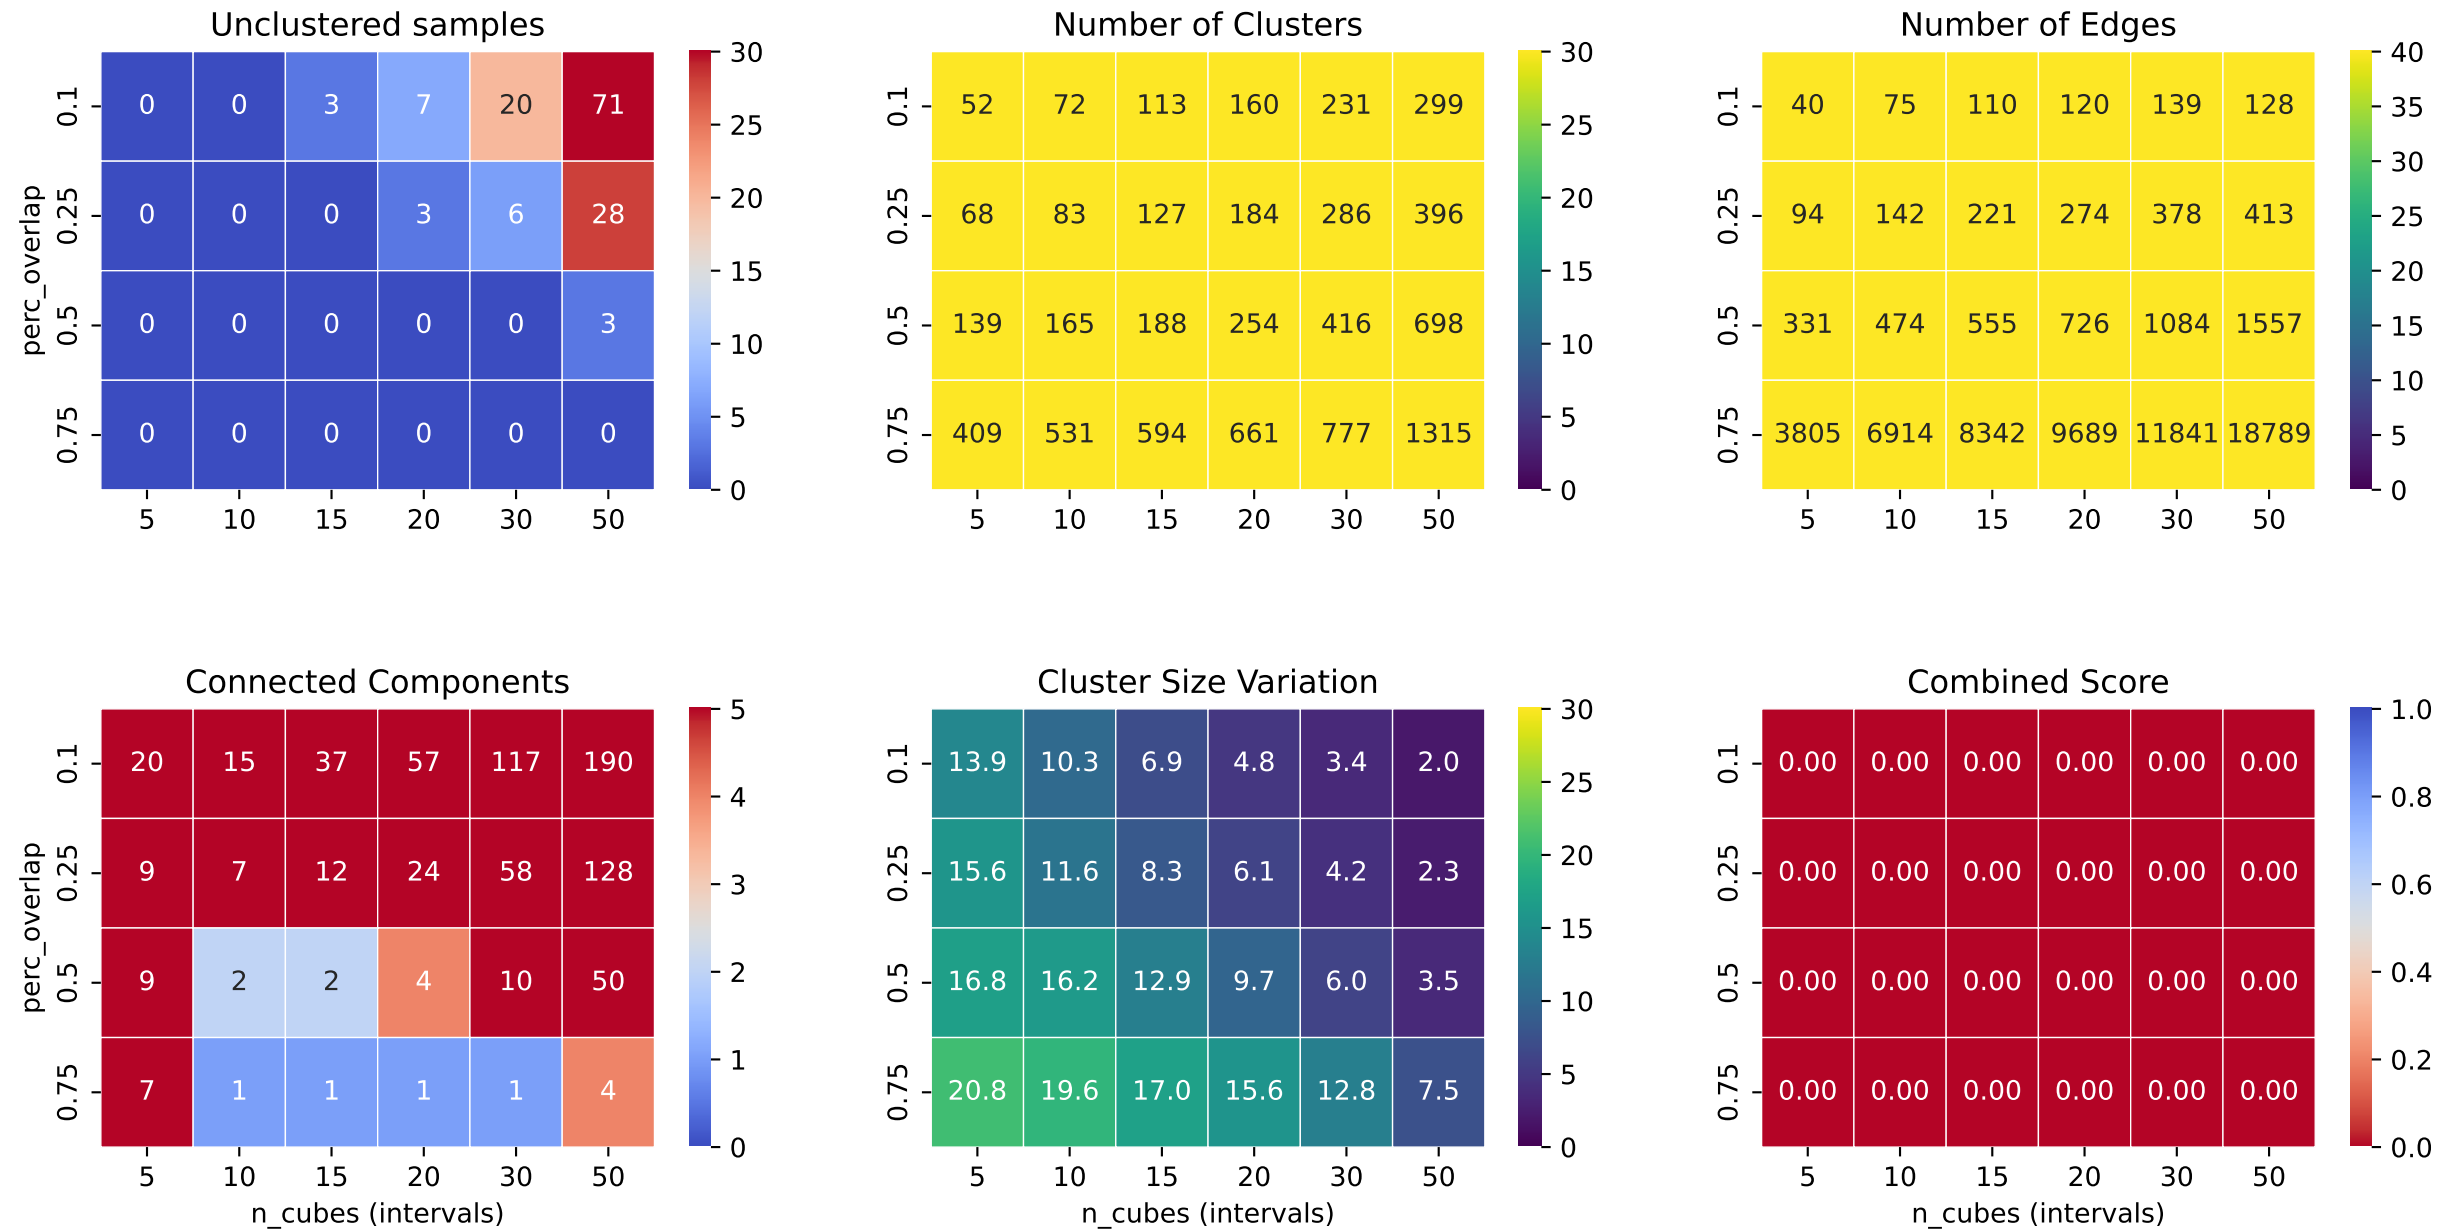 Unclustered samples
30
25
20
15
10
5
0
perc_overlap
0.1 0 0 3 7 20 71
0.25 0 0 0 3 6 28
0.5 0 0 0 0 0 3
0.75 0 0 0 0 0 0
5 10 15 20 30 50
Number of Clusters
30
25
20
15
10
5
0
0.1 52 72 113 160 231 299
0.25 68 83 127 184 286 396
0.5 139 165 188 254 416 698
0.75 409 531 594 661 777 1315
5 10 15 20 30 50
Number of Edges
40
35
30
25
20
15
10
5
0
0.1 40 75 110 120 139 128
0.25 94 142 221 274 378 413
0.5 331 474 555 726 1084 1557
0.75 3805 6914 8342 9689 11841 18789
5 10 15 20 30 50
Connected Components
5
4
3
2
1
0
perc_overlap
0.1 20 15 37 57 117 190
0.25 9 7 12 24 58 128
0.5 9 2 2 4 10 50
0.75 7 1 1 1 1 4
5 10 15 20 30 50
n_cubes (intervals)
Cluster Size Variation
30
25
20
15
10
5
0
0.1 13.9 10.3 6.9 4.8 3.4 2.0
0.25 15.6 11.6 8.3 6.1 4.2 2.3
0.5 16.8 16.2 12.9 9.7 6.0 3.5
0.75 20.8 19.6 17.0 15.6 12.8 7.5
5 10 15 20 30 50
n_cubes (intervals)
Combined Score
1.0
0.8
0.6
0.4
0.2
0.0
0.1 0.00 0.00 0.00 0.00 0.00 0.00
0.25 0.00 0.00 0.00 0.00 0.00 0.00
0.5 0.00 0.00 0.00 0.00 0.00 0.00
0.75 0.00 0.00 0.00 0.00 0.00 0.00
5 10 15 20 30 50
n_cubes (intervals)